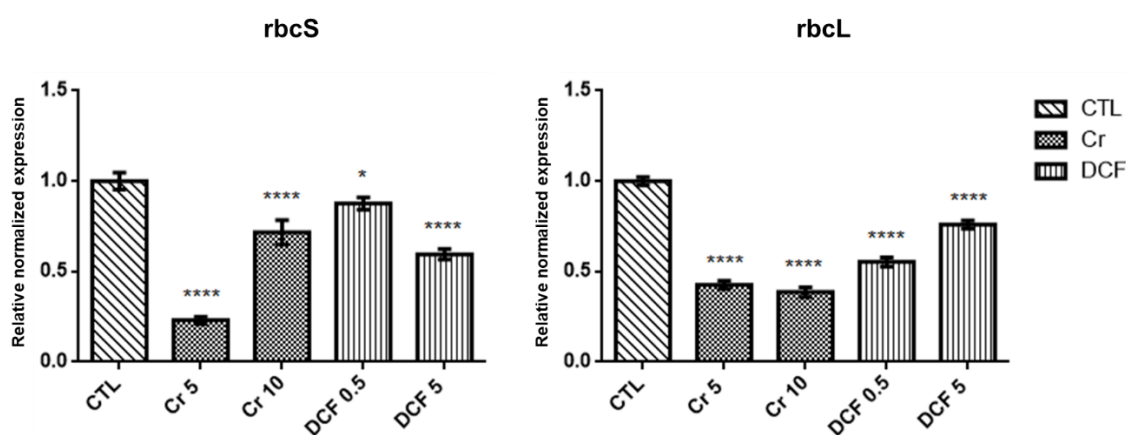 rbcS
Relative normalized expression
1.5
1.0
0.5
0.0
****
****
*
****
CTL
Cr 5
Cr 10
DCF 0.5
DCF 5
rbcL
Relative normalized expression
1.5
1.0
0.5
0.0
****
****
****
****
CTL
Cr 5
Cr 10
DCF 0.5
DCF 5
CTL
Cr
DCF